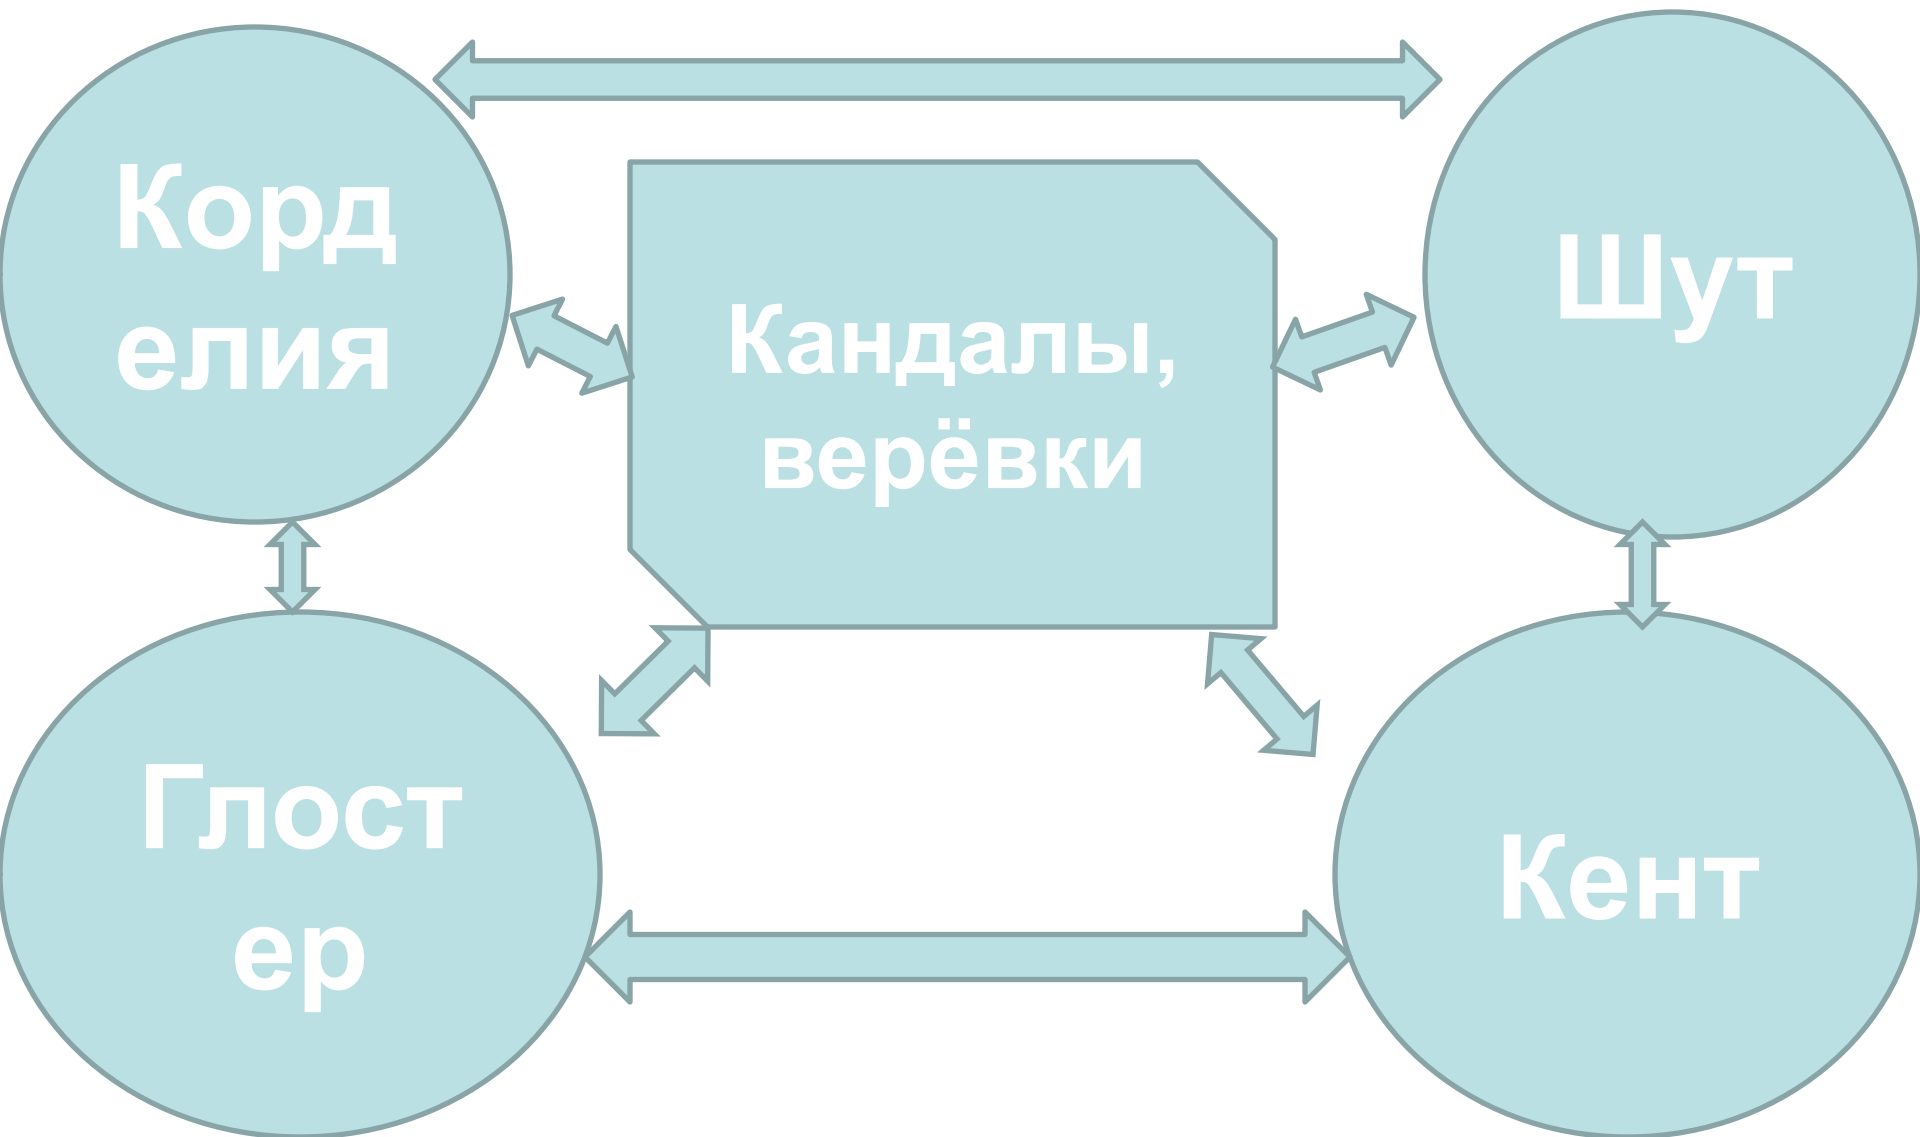 Корд
елия
Кандалы,
верёвки
Шут
Глост
ер
Кент